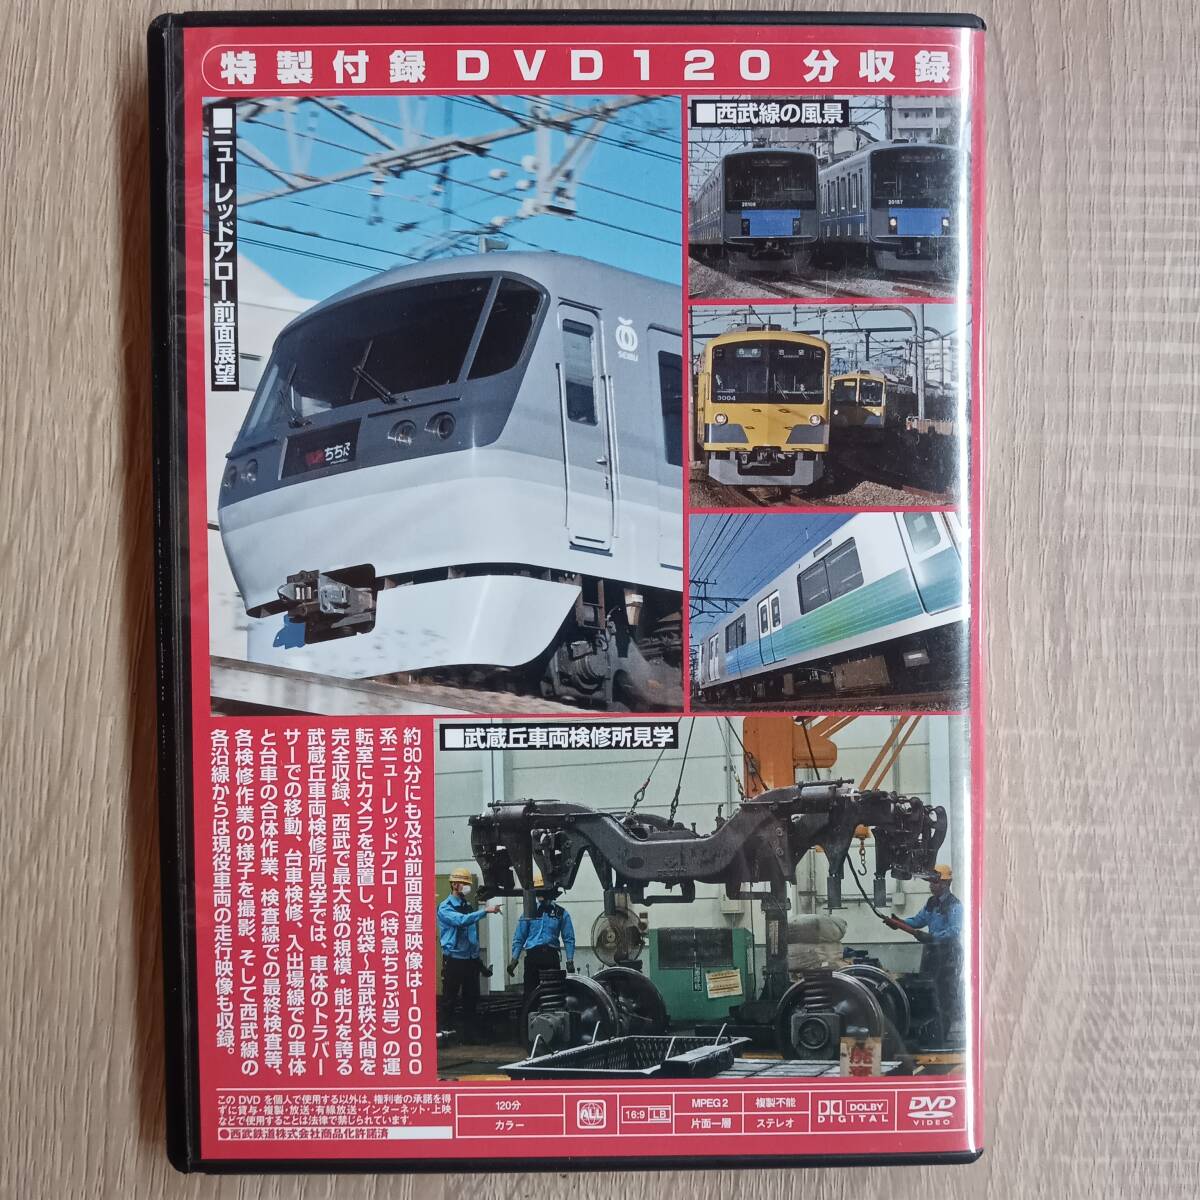 特製付録DVD120分収録
■ニューレッドアロー前面展望
SEIBU
ちちぶ
■西武線の風景
20108
20157
各停 池袋
3004
約80分にも及ぶ前面展望映像は10000
系ニューレッドアロー（特急ちちぶ号）の運
転室にカメラを設置し、池袋〜西武秩父間を
完全収録、西武で最大級の規模・能力を誇る
武蔵丘車両検修所見学では、車体のトラバー
サーでの移動、台車検修、入出場線での車体
と台車の合体作業、検査線での最終検査等、
各検修作業の様子を撮影、そして西武線の
各沿線からは現役車両の走行映像も収録。
■武蔵丘車両検修所見学
この DVD を個人で使用する以外は、権利者の承諾を得
ずに貸与・複製・放送・有線放送・インターネット・上映
などで使用することは法律で禁じられています。
●西武鉄道株式会社商品化許諾済
120分
カラー
ALL
16:9 LB
MPEG 2
片面一層
複製不能
ステレオ
DOLBY
DIGITAL
DVD
VIDEO